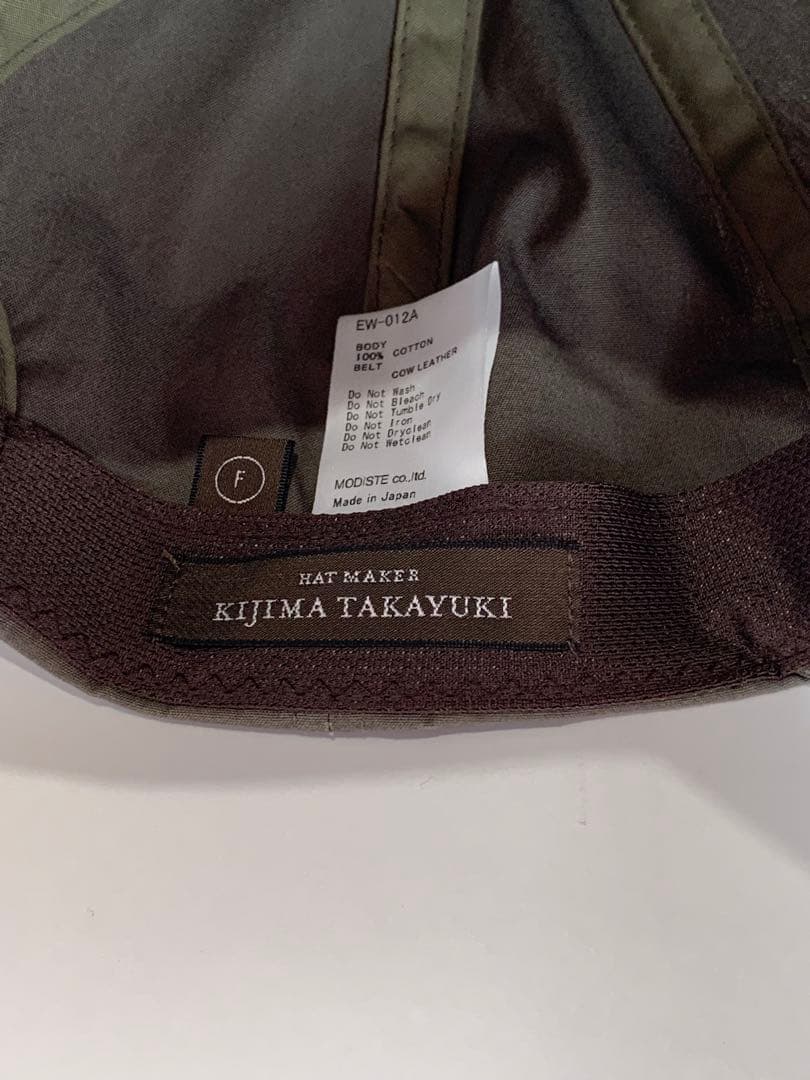 EW-012A
BODY
100% COTTON
BELT COW LEATHER
Do Not Wash
Do Not Bleach
Do Not Tumble Dry
Do Not Iron
Do Not Dryclean
Do Not Wetclean
MODISTE co.,ltd.
Made in Japan
F
HAT MAKER
KIJIMA TAKAYUKI